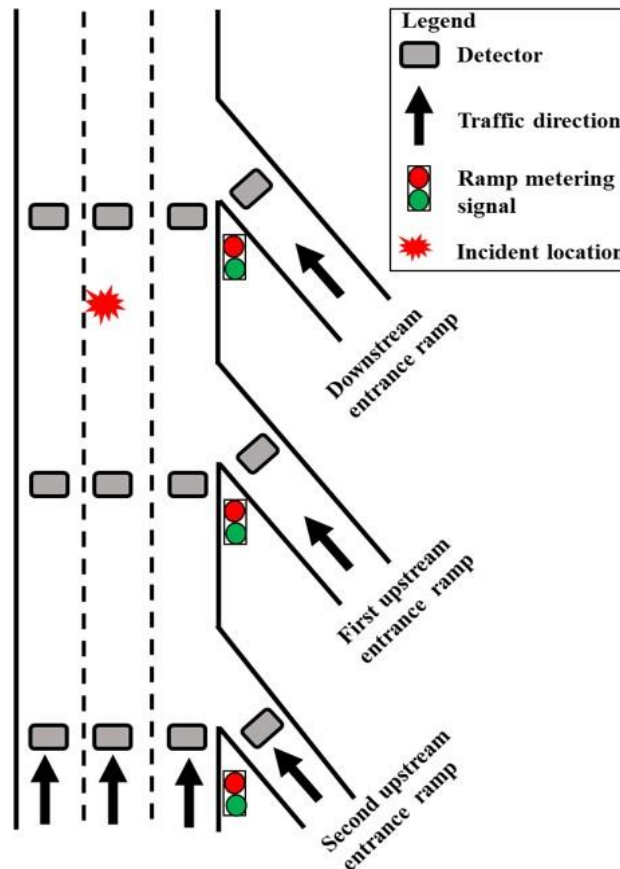 Legend
Detector
Traffic direction
Ramp metering
signal
Incident location
Downstream
entrance ramp
First upstream
entrance ramp
Second upstream
entrance ramp